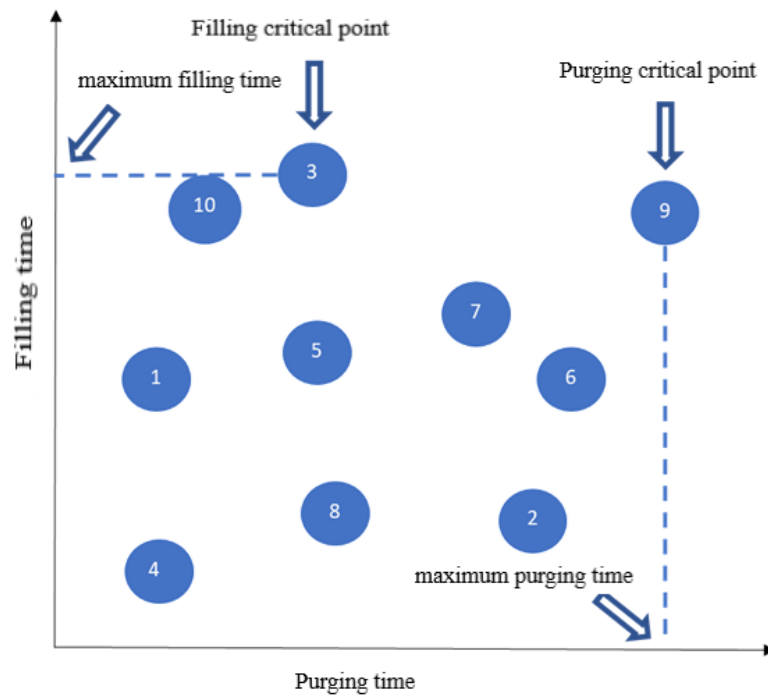 Filling critical point
maximum filling time
Purging critical point
3
10
9
7
5
1
6
8
2
4
maximum purging time
Filling time
Purging time